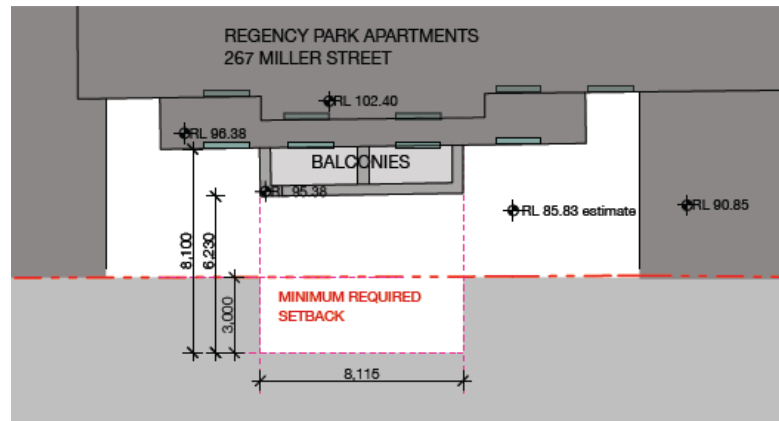 REGENCY PARK APARTMENTS
267 MILLER STREET
RL 102.40
RL 96.38
BALCONIES
RL 95.38
RL 85.83 estimate
RL 90.85
8,100
6,230
3,000
MINIMUM REQUIRED
SETBACK
8,115